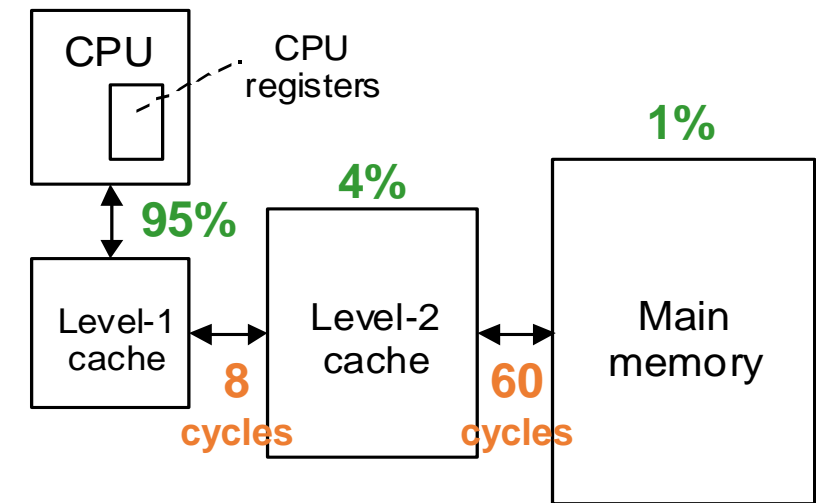 CPU
CPU
registers
1%
4%
95%
Level-1
cache
Level-2
cache
Main
memory
8
cycles
60
cycles